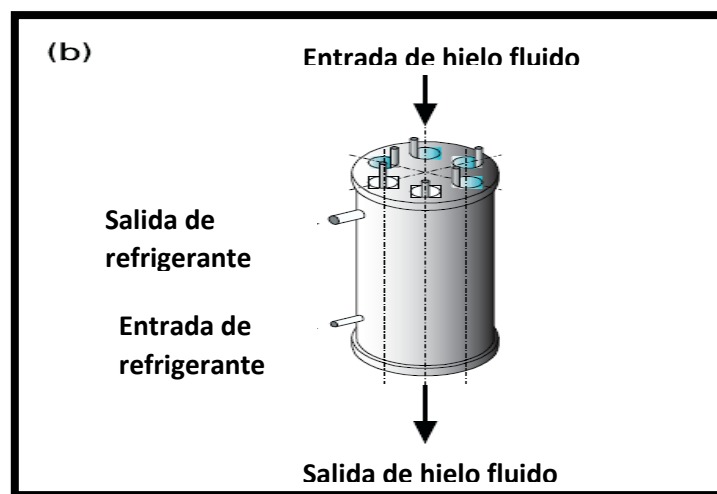 (b)
Entrada de hielo fluido
Salida de
refrigerante
Entrada de
refrigerante
Salida de hielo fluido